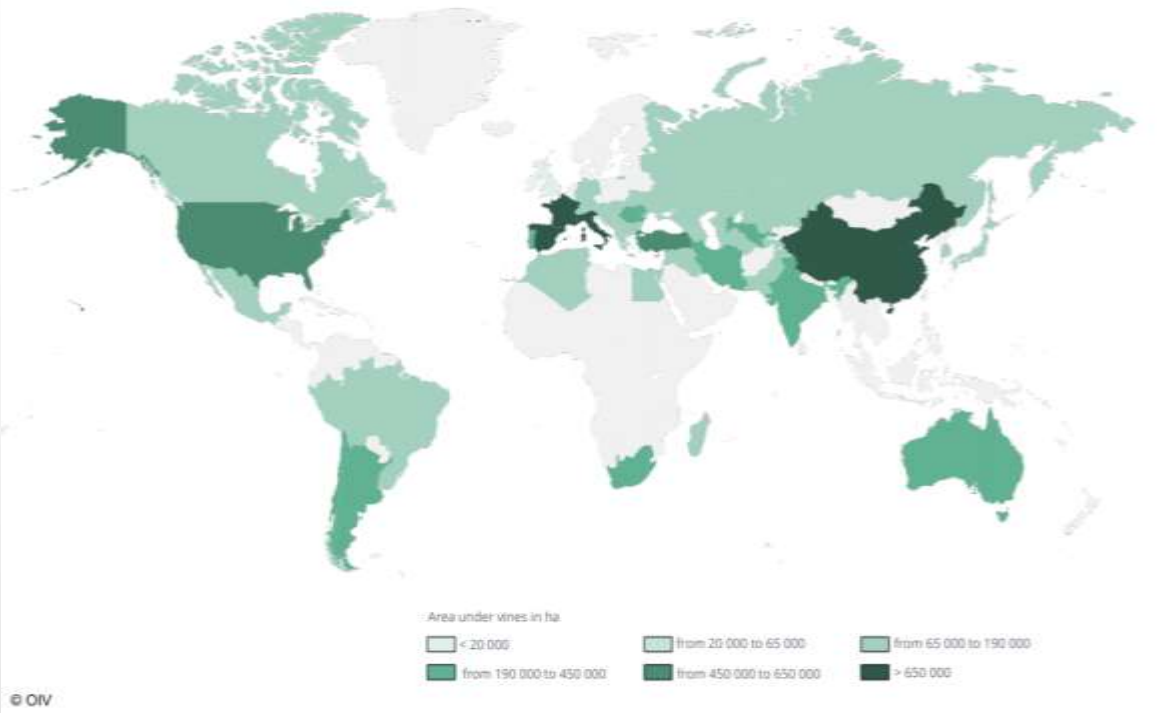 Area under vines in ha
< 20 000
from 20 000 to 65 000
from 65 000 to 190 000
from 190 000 to 450 000
from 450 000 to 650 000
> 650 000
© OIV